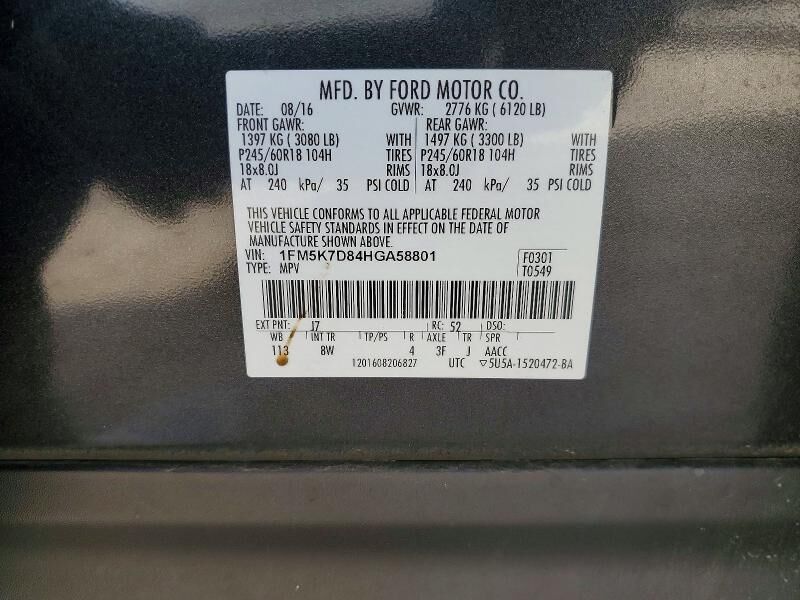 MFD. BY FORD MOTOR CO.
DATE: 08/16 GVWR: 2776 KG ( 6120 LB)
FRONT GAWR: REAR GAWR:
1397 KG ( 3080 LB) WITH 1497 KG ( 3300 LB) WITH
P245/60R18 104H TIRES P245/60R18 104H TIRES
18x8.0J RIMS 18x8.0J RIMS
AT 240 kPa/ 35 PSI COLD AT 240 kPa/ 35 PSI COLD
THIS VEHICLE CONFORMS TO ALL APPLICABLE FEDERAL MOTOR
VEHICLE SAFETY STANDARDS IN EFFECT ON THE DATE OF
MANUFACTURE SHOWN ABOVE.
VIN: 1FM5K7D84HGA58801 F0301
TYPE: MPV T0549
EXT PNT: J7 RC: 52 DSO:
WB INT TR TP/PS R AXLE TR SPR
113 8W 4 3F J AACC
1201608206827 UTC ▽5U5A-1520472-BA